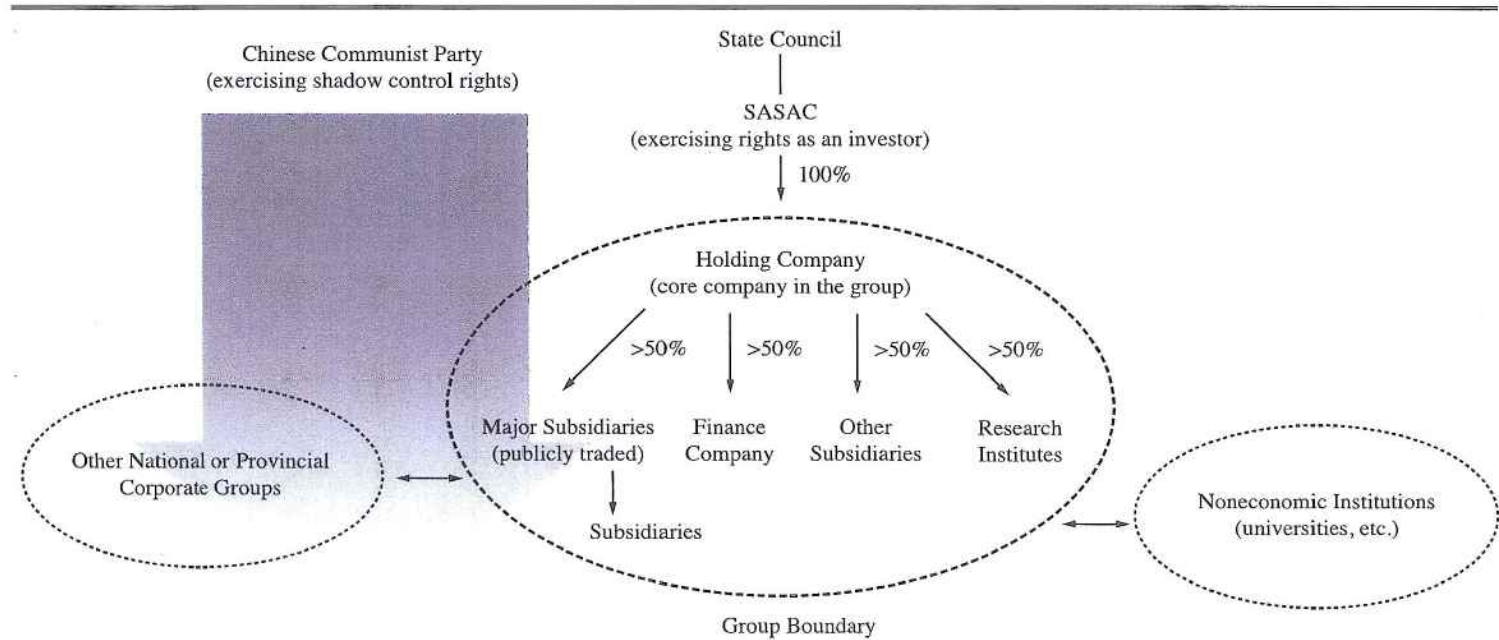 Chinese Communist Party
(exercising shadow control rights)
State Council
SASAC
(exercising rights as an investor)
100%
Holding Company
(core company in the group)
>50%
>50%
>50%
>50%
Major Subsidiaries
(publicly traded)
Finance
Company
Other
Subsidiaries
Research
Institutes
Subsidiaries
Other National or Provincial
Corporate Groups
Noneconomic Institutions
(universities, etc.)
Group Boundary